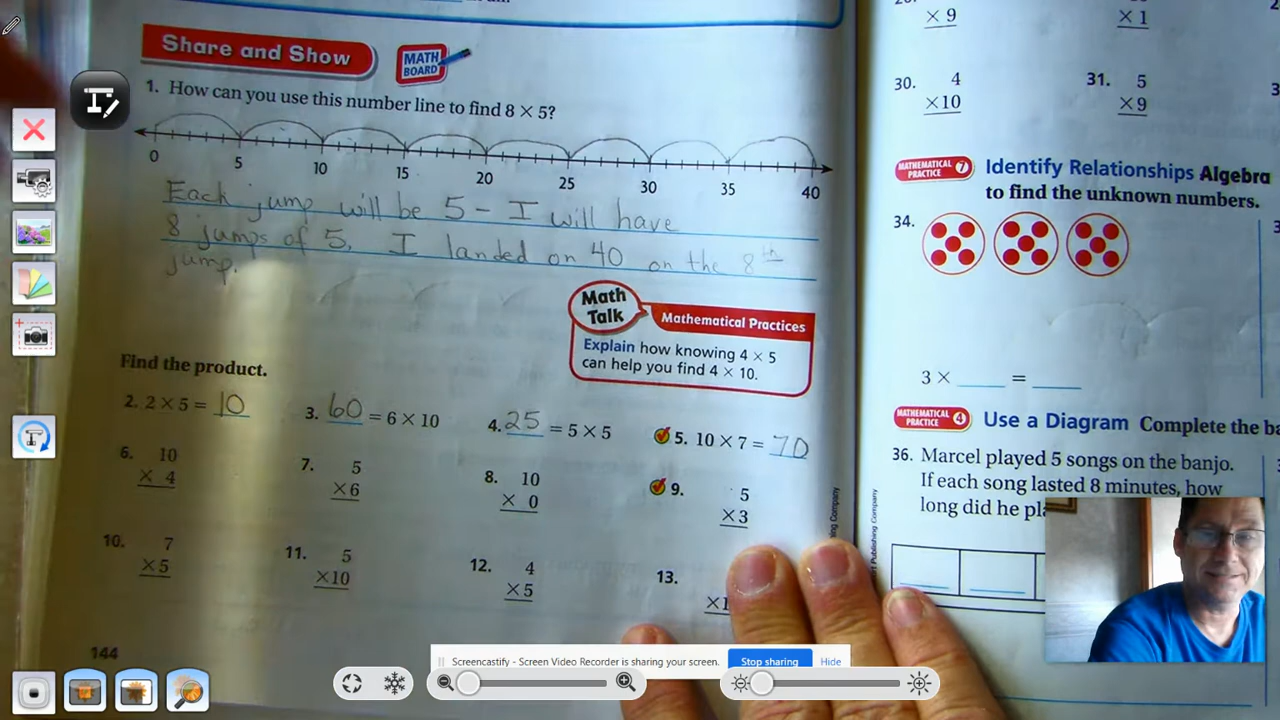 Share and Show
MATH
BOARD
1. How can you use this number line to find 8 × 5?
0 5 10 15 20 25 30 35 40
Each jump will be 5 - I will have
8 jumps of 5. I landed on 40 on the 8th
jump.
Math
Talk
Mathematical Practices
Explain how knowing 4 × 5
can help you find 4 × 10.
Find the product.
2. 2 × 5 = 10
3. 60 = 6 × 10
4. 25 = 5 × 5
5. 10 × 7 = 70
6. 10
× 4
7. 5
×6
8. 10
× 0
9. 5
×3
10. 7
×5
11. 5
×10
12. 4
×5
13.
×1
144
× 9
×1
30. 4
×10
31. 5
×9
MATHEMATICAL
PRACTICE 7
Identify Relationships Algebra
to find the unknown numbers.
34.
3 × ___ = ___
MATHEMATICAL
PRACTICE 4
Use a Diagram Complete the ba
36. Marcel played 5 songs on the banjo.
If each song lasted 8 minutes, how
long did he pl
Publishing Company
Screencastify - Screen Video Recorder is sharing your screen.
Stop sharing
Hide